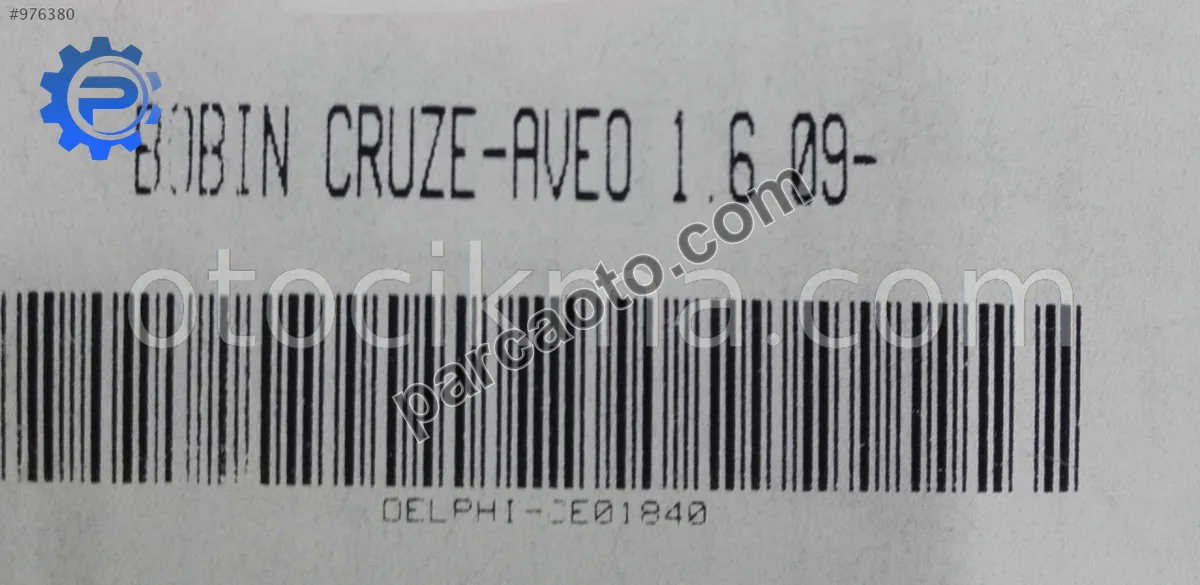 #976380
BOBIN CRUZE-AVEO 1.6 09-
otocikma.com
parcaoto.com
DELPHI-CE01840